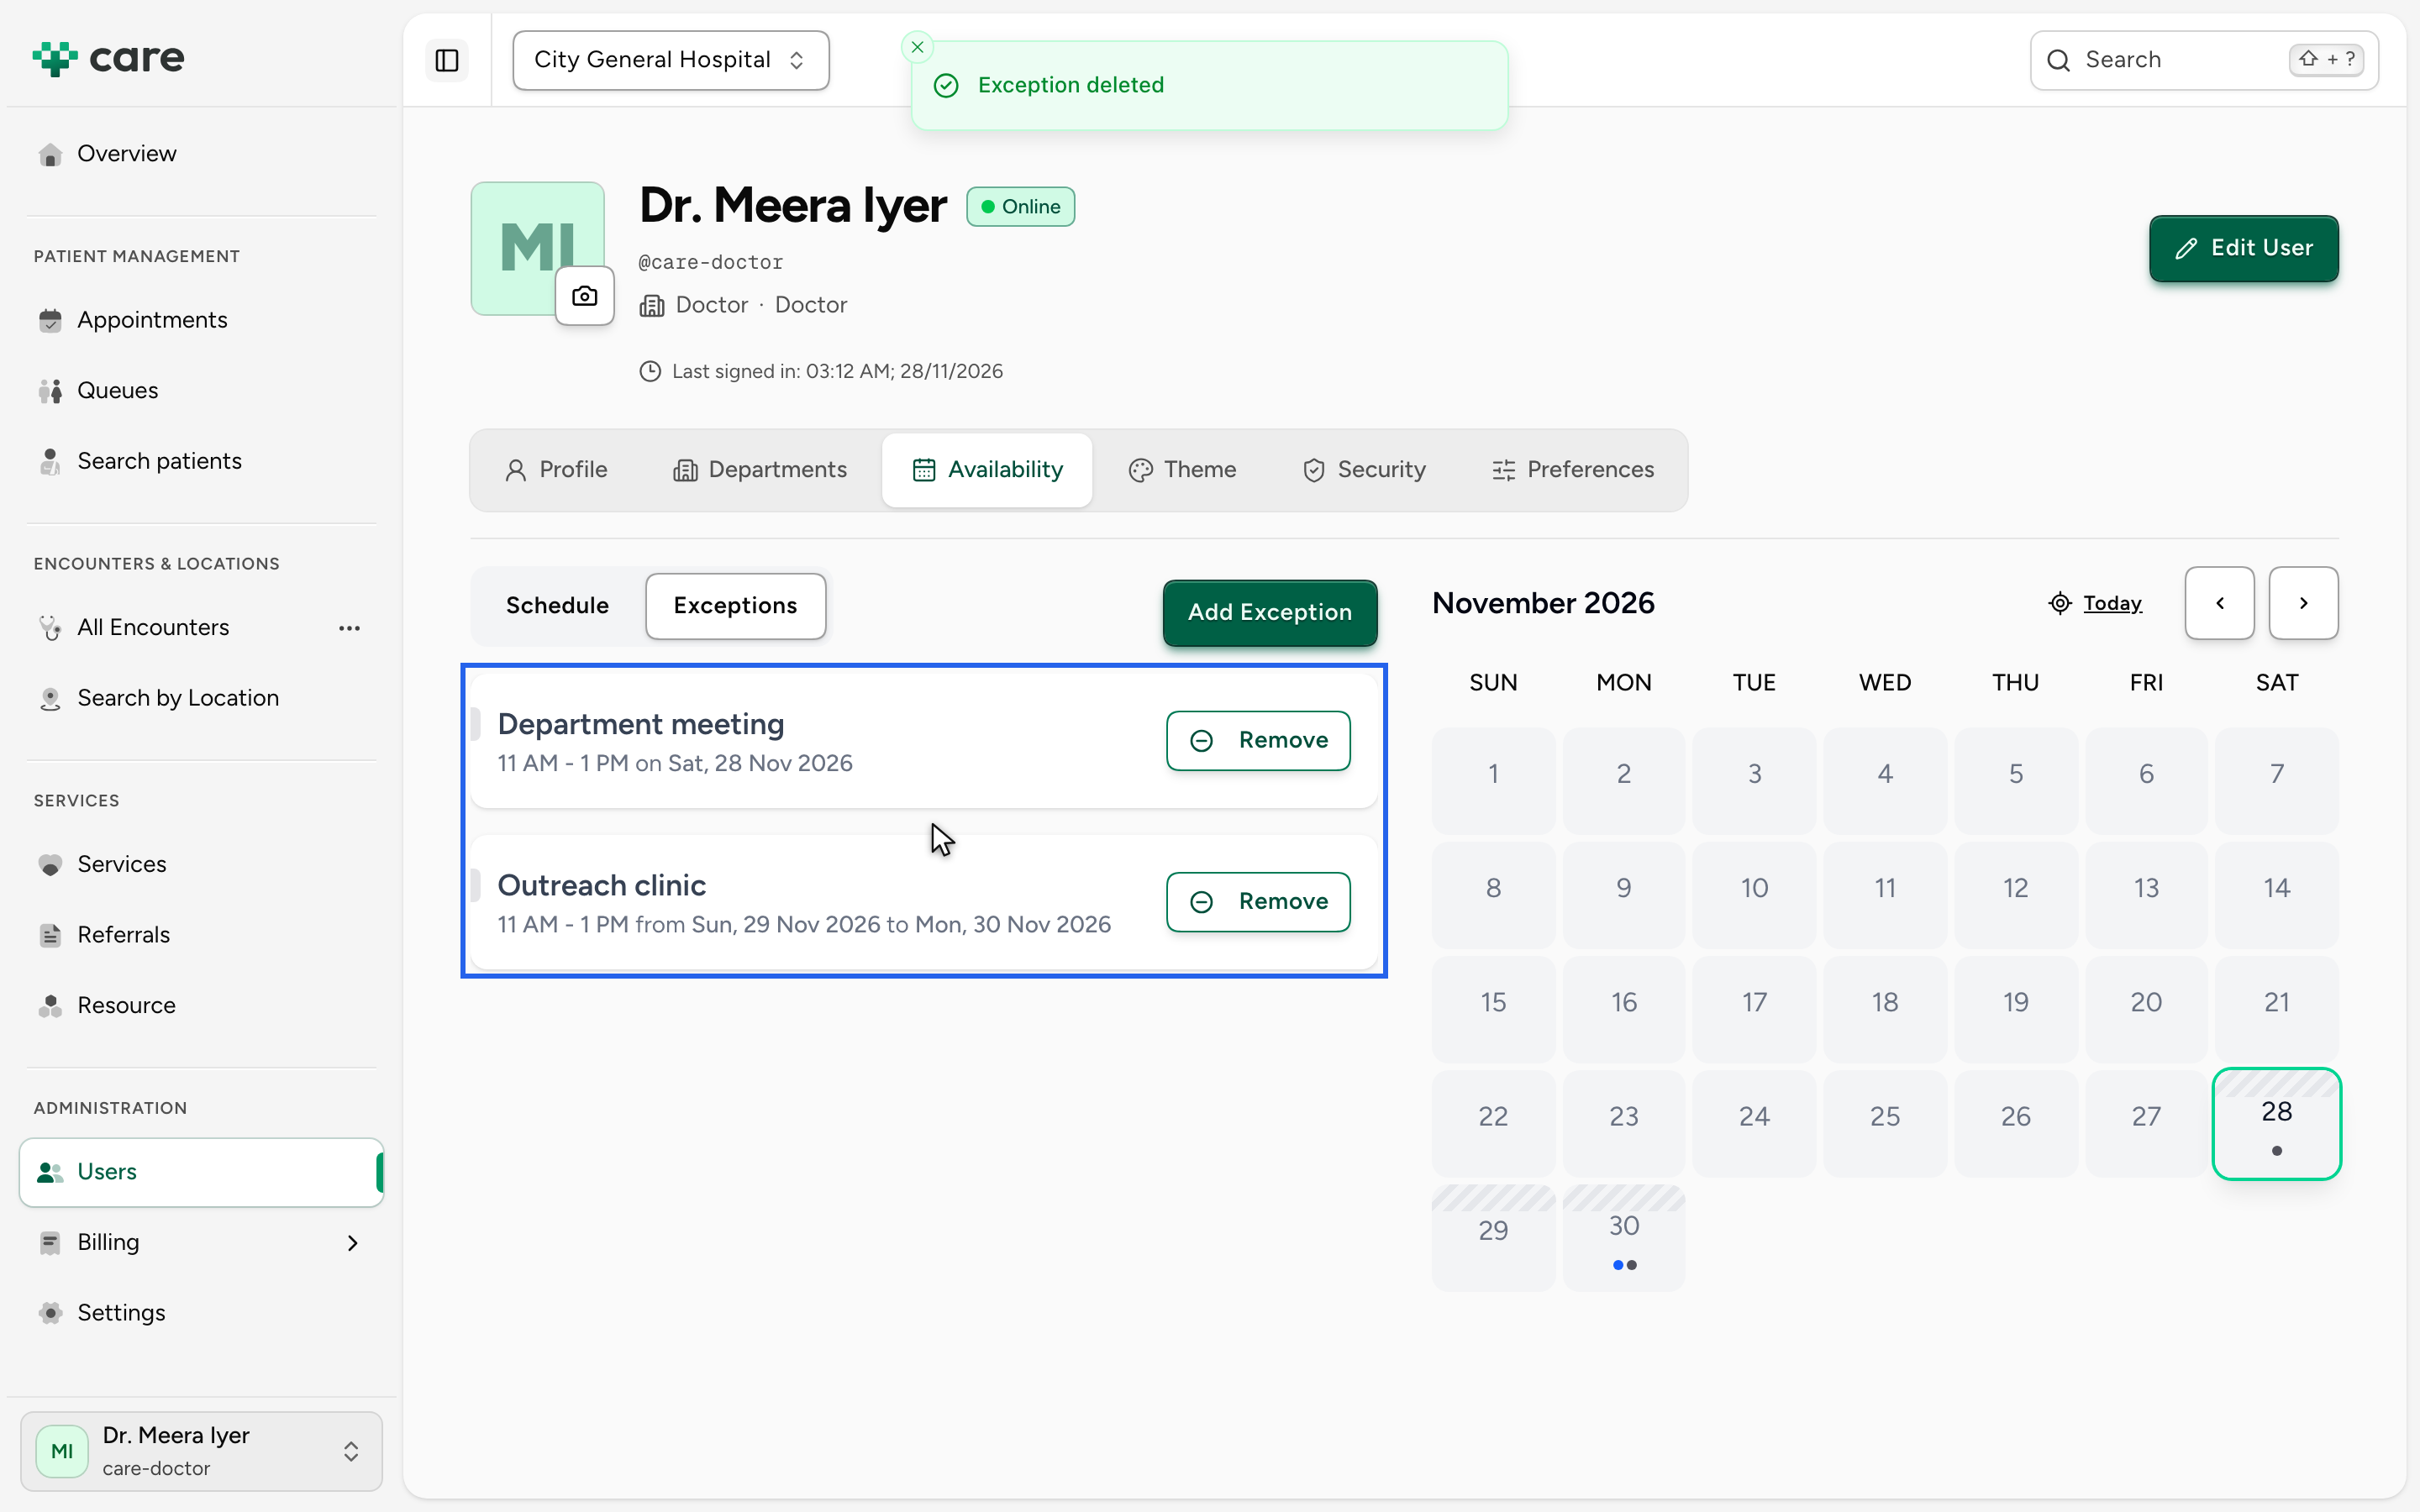 care
City General Hospital
Exception deleted
Search
+ ?
Overview
PATIENT MANAGEMENT
Appointments
Queues
Search patients
ENCOUNTERS & LOCATIONS
All Encounters
Search by Location
SERVICES
Services
Referrals
Resource
ADMINISTRATION
Users
Billing
Settings
MI
Dr. Meera Iyer
care-doctor
MI
Dr. Meera Iyer
Online
@care-doctor
Doctor · Doctor
Last signed in: 03:12 AM; 28/11/2026
Edit User
Profile
Departments
Availability
Theme
Security
Preferences
Schedule
Exceptions
Add Exception
Department meeting
11 AM - 1 PM on Sat, 28 Nov 2026
Remove
Outreach clinic
11 AM - 1 PM from Sun, 29 Nov 2026 to Mon, 30 Nov 2026
Remove
November 2026
Today
SUN MON TUE WED THU FRI SAT
1 2 3 4 5 6 7
8 9 10 11 12 13 14
15 16 17 18 19 20 21
22 23 24 25 26 27 28
29 30